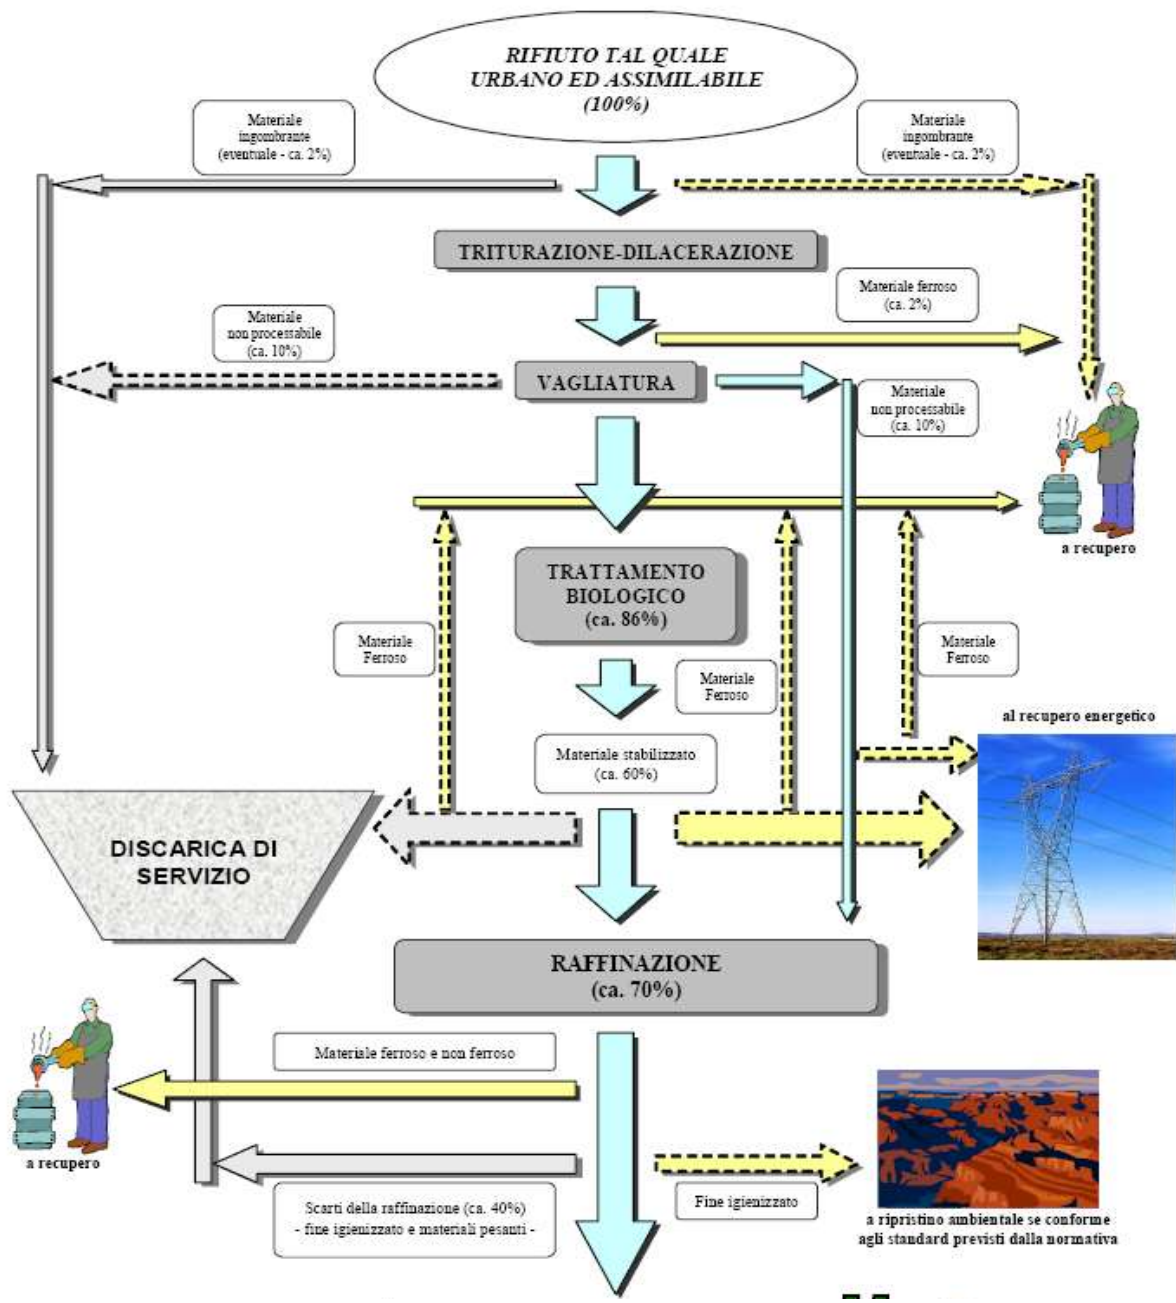 RIFIUTO TAL QUALE
URBANO ED ASSIMILABILE
(100%)
Materiale
ingombrante
(eventuale - ca. 2%)
Materiale
ingombrante
(eventuale - ca. 2%)
TRITURAZIONE-DILACERAZIONE
Materiale ferroso
(ca. 2%)
Materiale
non processabile
(ca. 10%)
VAGLIATURA
Materiale
non processabile
(ca. 10%)
a recupero
TRATTAMENTO
BIOLOGICO
(ca. 86%)
Materiale
Ferroso
Materiale
Ferroso
Materiale
Ferroso
al recupero energetico
Materiale stabilizzato
(ca. 60%)
DISCARICA DI
SERVIZIO
RAFFINAZIONE
(ca. 70%)
Materiale ferroso e non ferroso
a recupero
Scarti della raffinazione (ca. 40%)
- fine igienizzato e materiali pesanti -
Fine igienizzato
a ripristino ambientale se conforme
agli standard previsti dalla normativa